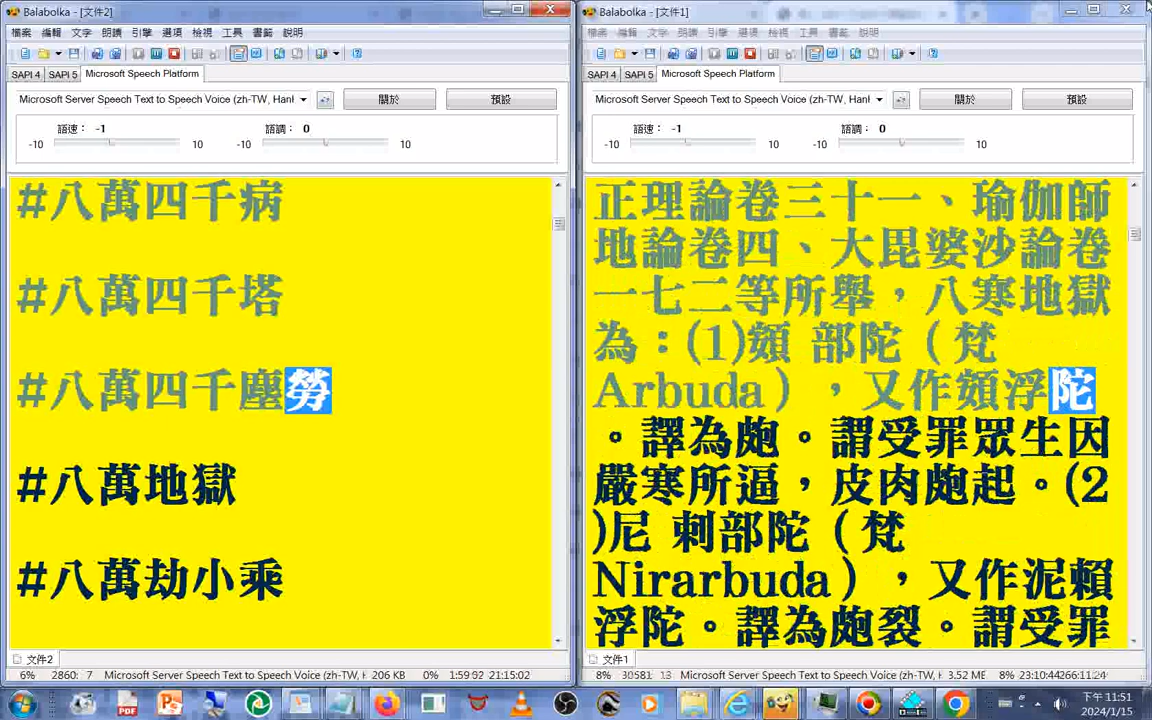 Balabolka - [文件2]
檔案 編輯 文字 朗讀 引擎 選項 檢視 工具 書籤 說明
SAPI 4 SAPI 5 Microsoft Speech Platform
Microsoft Server Speech Text to Speech Voice (zh-TW, Hanl
關於 預設
語速： -1 語調： 0
-10 10 -10 10
#八萬四千病
#八萬四千塔
#八萬四千塵勞
#八萬地獄
#八萬劫小乘
文件2
6% 2860: 7 Microsoft Server Speech Text to Speech Voice (zh-TW, 206 KB 0% 1:59:92 21:15:02
Balabolka - [文件1]
檔案 編輯 文字 朗讀 引擎 選項 檢視 工具 書籤 說明
SAPI 4 SAPI 5 Microsoft Speech Platform
Microsoft Server Speech Text to Speech Voice (zh-TW, Hanl
關於 預設
語速： -1 語調： 0
-10 10 -10 10
正理論卷三十一、瑜伽師
地論卷四、大毘婆沙論卷
一七二等所舉，八寒地獄
為：(1)頞 部陀（梵
Arbuda），又作頞浮陀
。譯為皰。謂受罪眾生因
嚴寒所逼，皮肉皰起。(2
)尼 剌部陀（梵
Nirarbuda），又作泥賴
浮陀。譯為皰裂。謂受罪
文件1
8% 30581: 13 Microsoft Server Speech Text to Speech Voice (zh-TW, I 3.52 ME 8%
下午 11:51
2024/1/15